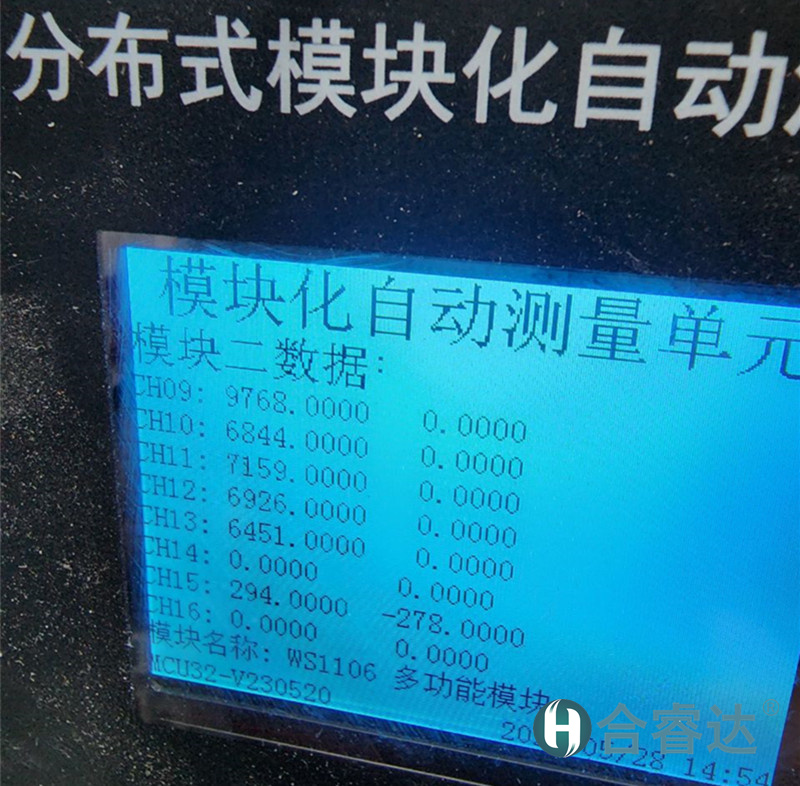 分布式模块化自动
模块化自动测量单元
模块二数据:
CH09: 9768.0000 0.0000
CH10: 6844.0000 0.0000
CH11: 7159.0000 0.0000
CH12: 6926.0000 0.0000
CH13: 6451.0000 0.0000
CH14: 0.0000 0.0000
CH15: 294.0000 -278.0000
CH16: 0.0000 0.0000
模块名称: WS1106 多功能模块
MCU32-V230520
28 14:54
合睿达®